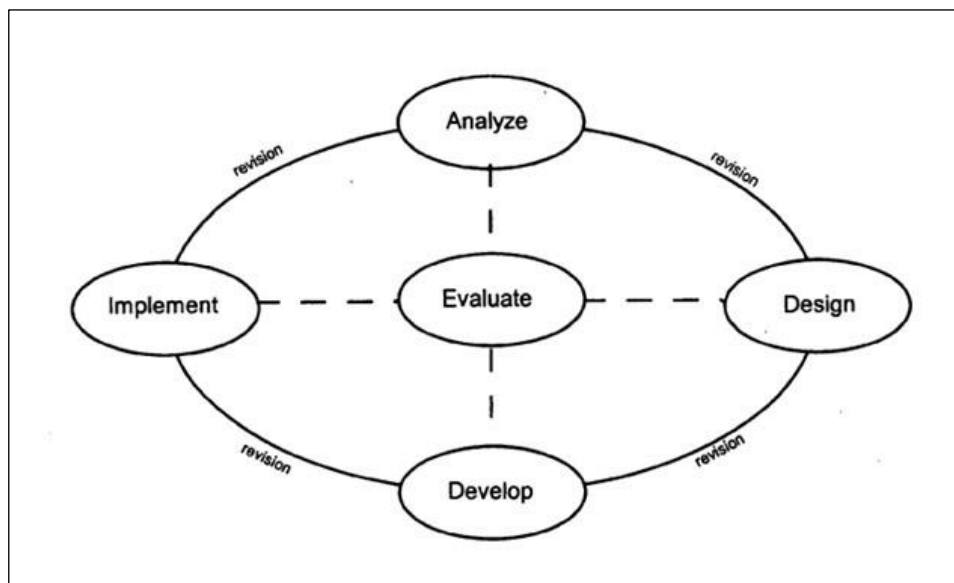 Analyze
revision
revision
Implement
Evaluate
Design
revision
revision
Develop